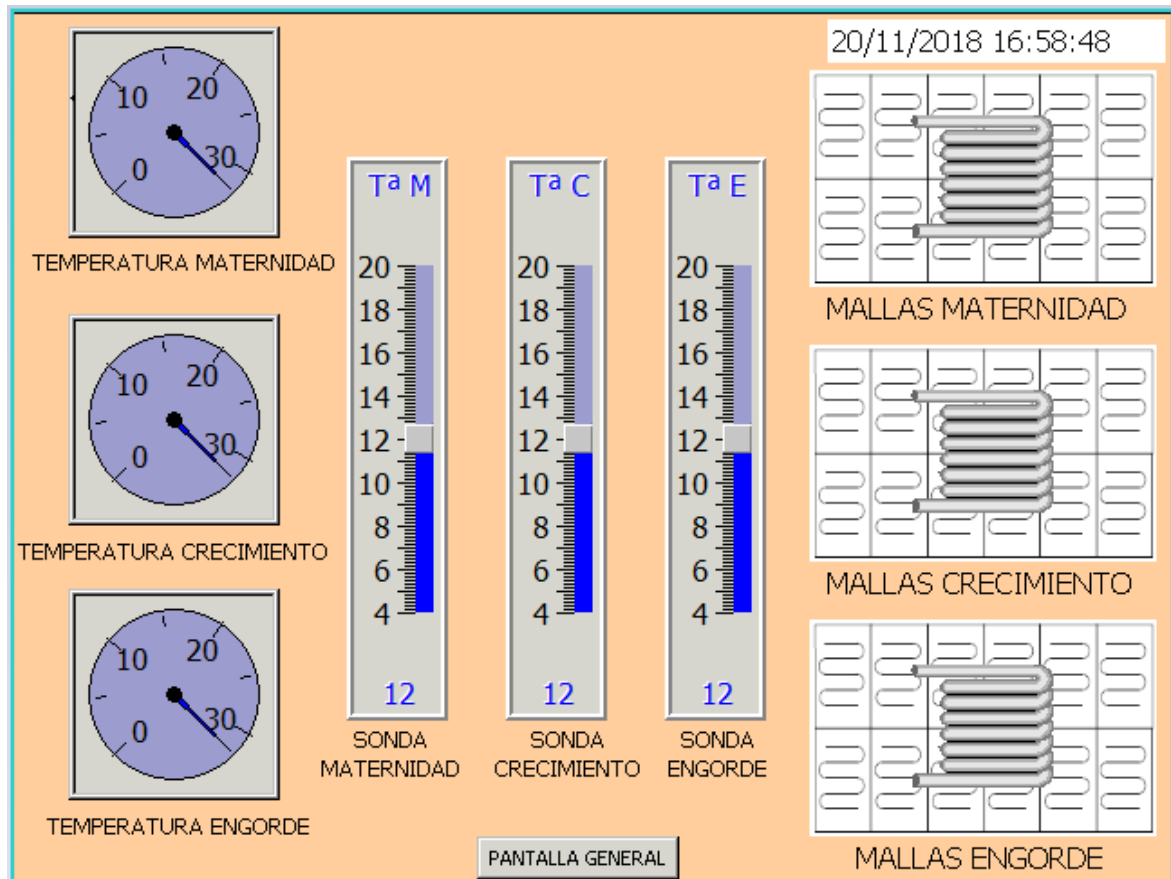 20/11/2018 16:58:48
0
10
20
30
TEMPERATURA MATERNIDAD
0
10
20
30
TEMPERATURA CRECIMIENTO
0
10
20
30
TEMPERATURA ENGORDE
Tª M
20
18
16
14
12
10
8
6
4
12
SONDA
MATERNIDAD
Tª C
20
18
16
14
12
10
8
6
4
12
SONDA
CRECIMIENTO
Tª E
20
18
16
14
12
10
8
6
4
12
SONDA
ENGORDE
MALLAS MATERNIDAD
MALLAS CRECIMIENTO
MALLAS ENGORDE
PANTALLA GENERAL